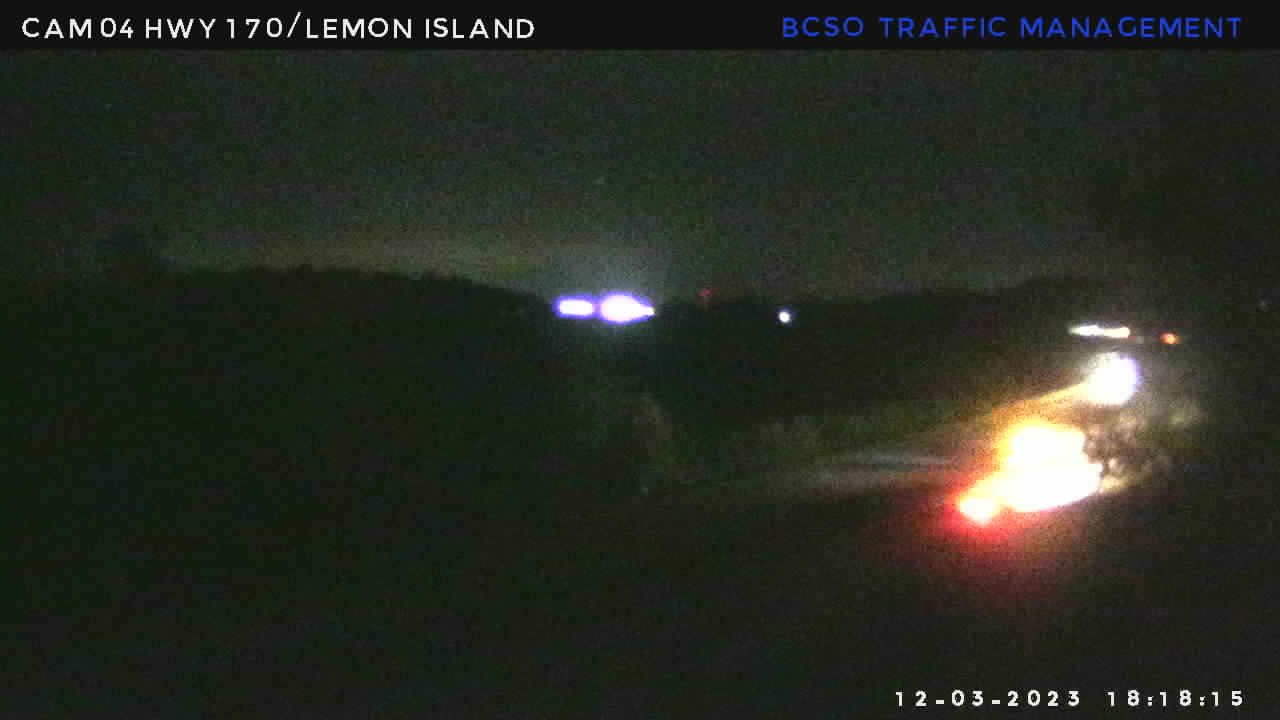 CAM04 HWY 170/LEMON ISLAND
BCSO TRAFFIC MANAGEMENT
12-03-2023 18:18:15